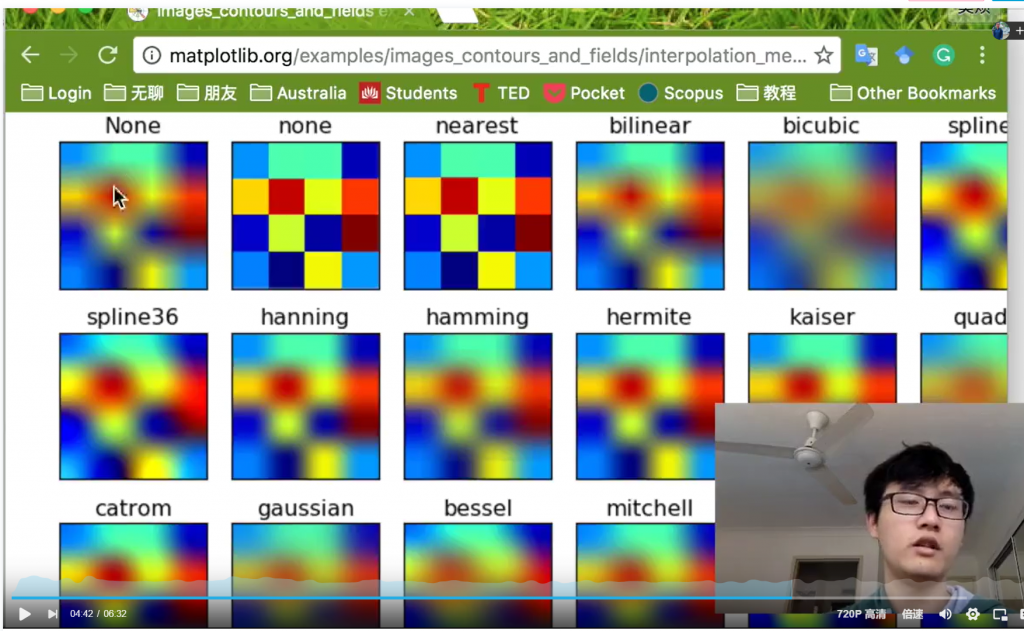 images_contours_and_fields ex
matplotlib.org/examples/images_contours_and_fields/interpolation_me...
Login 无聊 朋友 Australia Students TED Pocket Scopus 教程 Other Bookmarks
None none nearest bilinear bicubic spline
spline36 hanning hamming hermite kaiser quad
catrom gaussian bessel mitchell
04:42 / 06:32 720P 高清 倍速